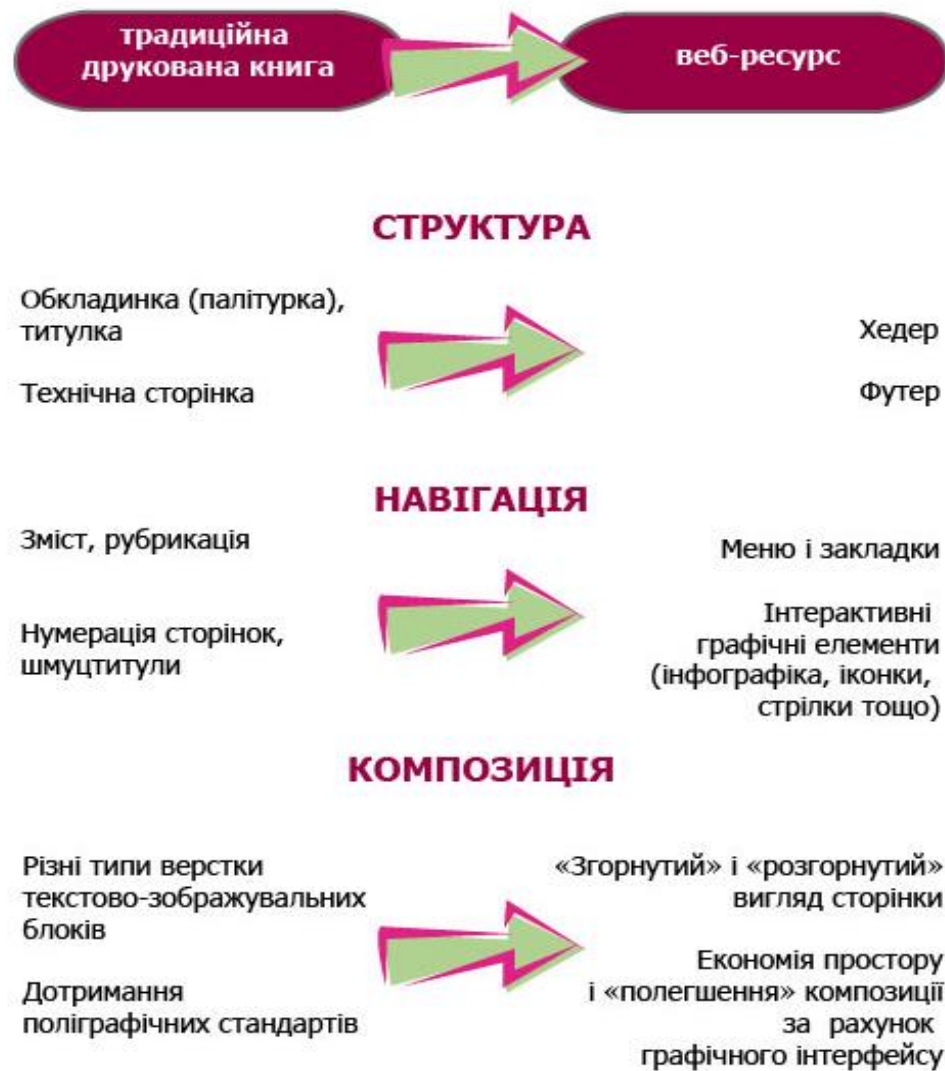 традиційна
друкована книга
веб-ресурс
СТРУКТУРА
Обкладинка (палітурка),
титулка
Технічна сторінка
Хедер
Футер
НАВІГАЦІЯ
Зміст, рубрикація
Нумерація сторінок,
шмуцтитули
Меню і закладки
Інтерактивні
графічні елементи
(інфографіка, іконки,
стрілки тощо)
КОМПОЗИЦІЯ
Різні типи верстки
текстово-зображувальних
блоків
Дотримання
поліграфічних стандартів
«Згорнутий» і «розгорнутий»
вигляд сторінки
Економія простору
і «полегшення» композиції
за рахунок
графічного інтерфейсу